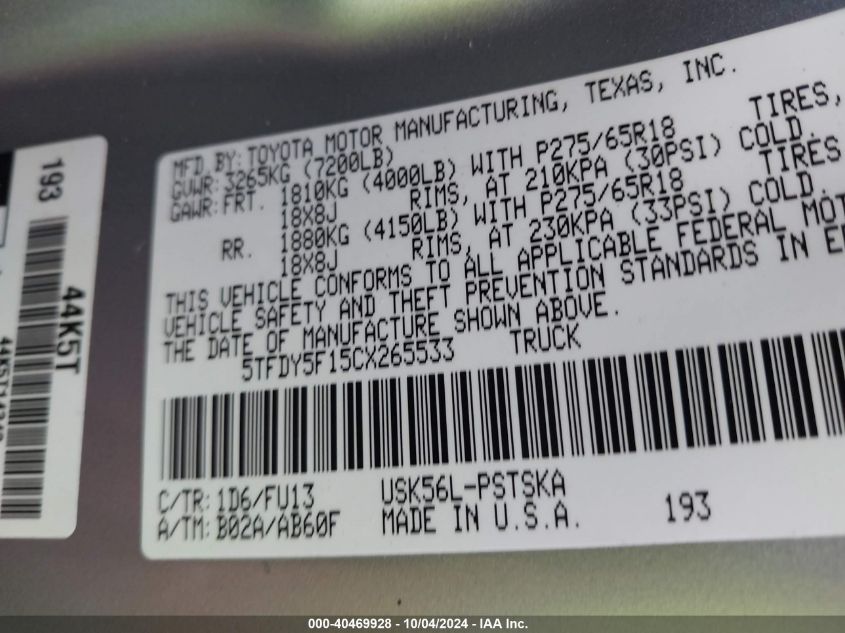 MFD. BY: TOYOTA MOTOR MANUFACTURING, TEXAS, INC.
GVWR: 3265KG (7200LB)
GAWR: FRT. 1810KG (4000LB) WITH P275/65R18 TIRES,
18X8J RIMS, AT 210KPA (30PSI) COLD.
RR. 1880KG (4150LB) WITH P275/65R18 TIRES
18X8J RIMS, AT 230KPA (33PSI) COLD.
THIS VEHICLE CONFORMS TO ALL APPLICABLE FEDERAL MOT
VEHICLE SAFETY AND THEFT PREVENTION STANDARDS IN E
THE DATE OF MANUFACTURE SHOWN ABOVE.
5TFDY5F15CX265533 TRUCK
C/TR: 1D6/FU13 USK56L-PSTSKA
A/TM: B02A/AB60F MADE IN U.S.A. 193
193
44K5T
000-40469928 - 10/04/2024 - IAA Inc.